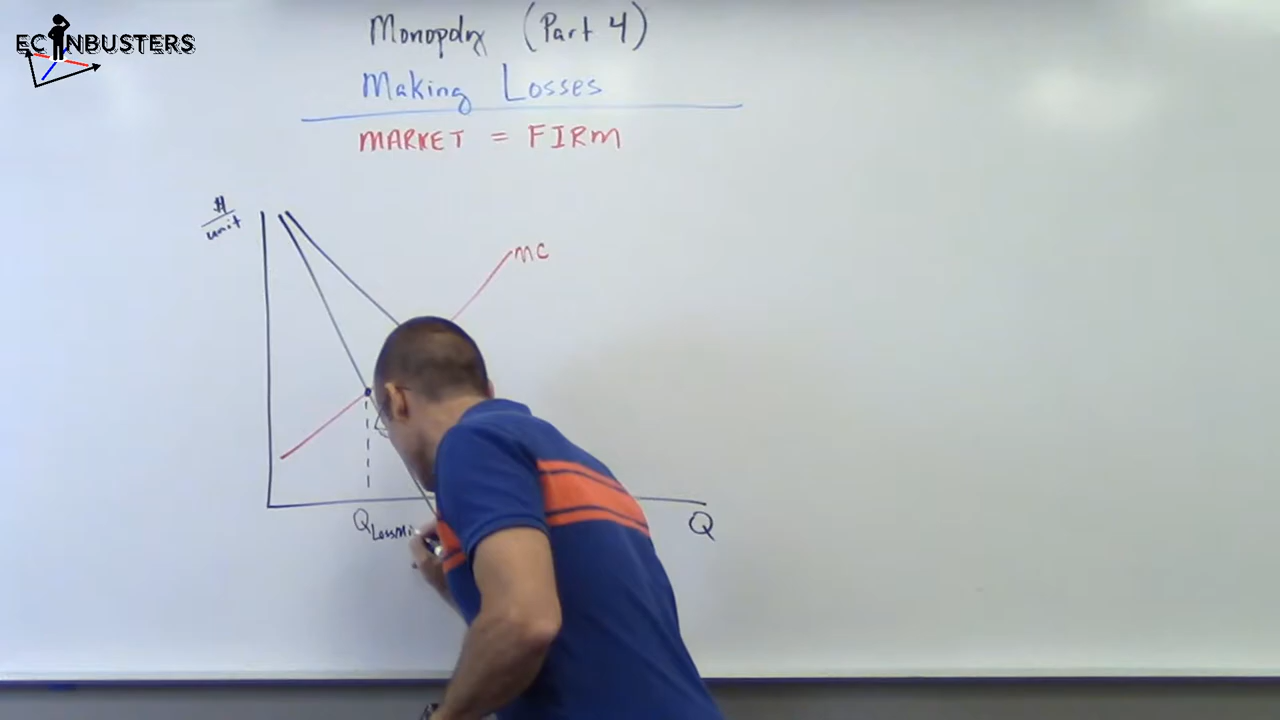 ECONBUSTERS
Monopoly (Part 4)
Making Losses
MARKET = FIRM
$
unit
MC
Q
Q